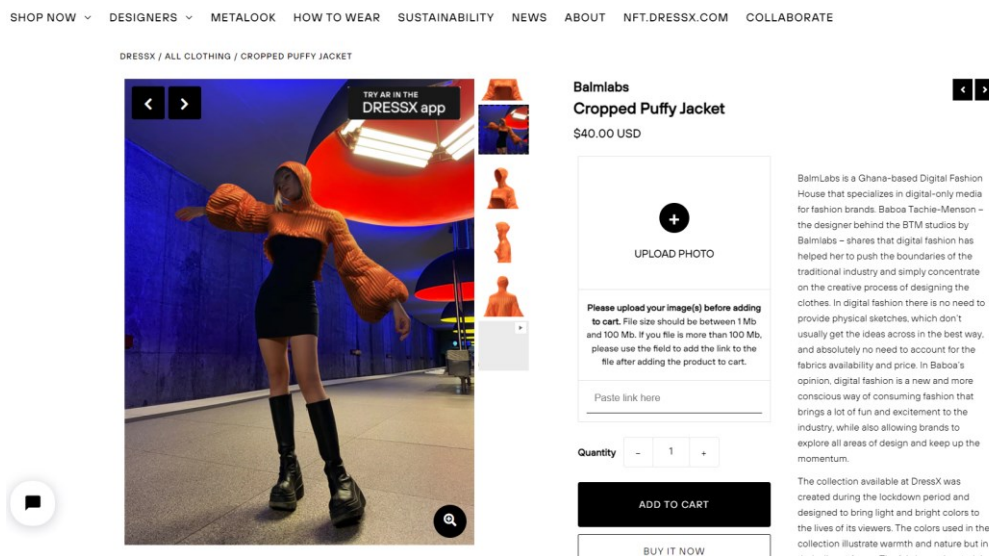 SHOP NOW DESIGNERS METALOOK HOW TO WEAR SUSTAINABILITY NEWS ABOUT NFT.DRESSX.COM COLLABORATE
DRESSX / ALL CLOTHING / CROPPED PUFFY JACKET
TRY AR IN THE
DRESSX app
Balmlabs
Cropped Puffy Jacket
$40.00 USD
UPLOAD PHOTO
Please upload your image(s) before adding
to cart. File size should be between 1 Mb
and 100 Mb. If you file is more than 100 Mb,
please use the field to add the link to the
file after adding the product to cart.
Paste link here
Quantity - 1 +
ADD TO CART
BUY IT NOW
BalmLabs is a Ghana-based Digital Fashion
House that specializes in digital-only media
for fashion brands. Baboa Tachie-Menson –
the designer behind the BTM studios by
Balmlabs – shares that digital fashion has
helped her to push the boundaries of the
traditional industry and simply concentrate
on the creative process of designing the
clothes. In digital fashion there is no need to
provide physical sketches, which don't
usually get the ideas across in the best way,
and absolutely no need to account for the
fabrics availability and price. In Baboa's
opinion, digital fashion is a new and more
conscious way of consuming fashion that
brings a lot of fun and excitement to the
industry, while also allowing brands to
explore all areas of design and keep up the
momentum.
The collection available at DressX was
created during the lockdown period and
designed to bring light and bright colors to
the lives of its viewers. The colors used in the
collection illustrate warmth and nature but in